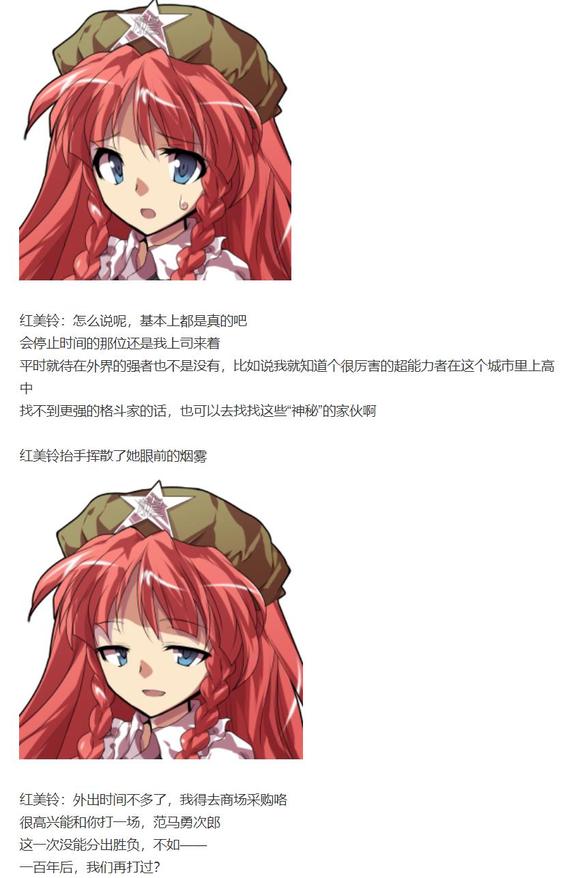 红美铃：怎么说呢，基本上都是真的吧
会停止时间的那位还是我上司来着
平时就待在外界的强者也不是没有，比如说我就知道个很厉害的超能力者在这个城市里上高
中
找不到更强的格斗家的话，也可以去找找这些“神秘”的家伙啊
红美铃抬手挥散了她眼前的烟雾
红美铃：外出时间不多了，我得去商场采购咯
很高兴能和你打一场，范马勇次郎
这一次没能分出胜负，不如——
一百年后，我们再打过？